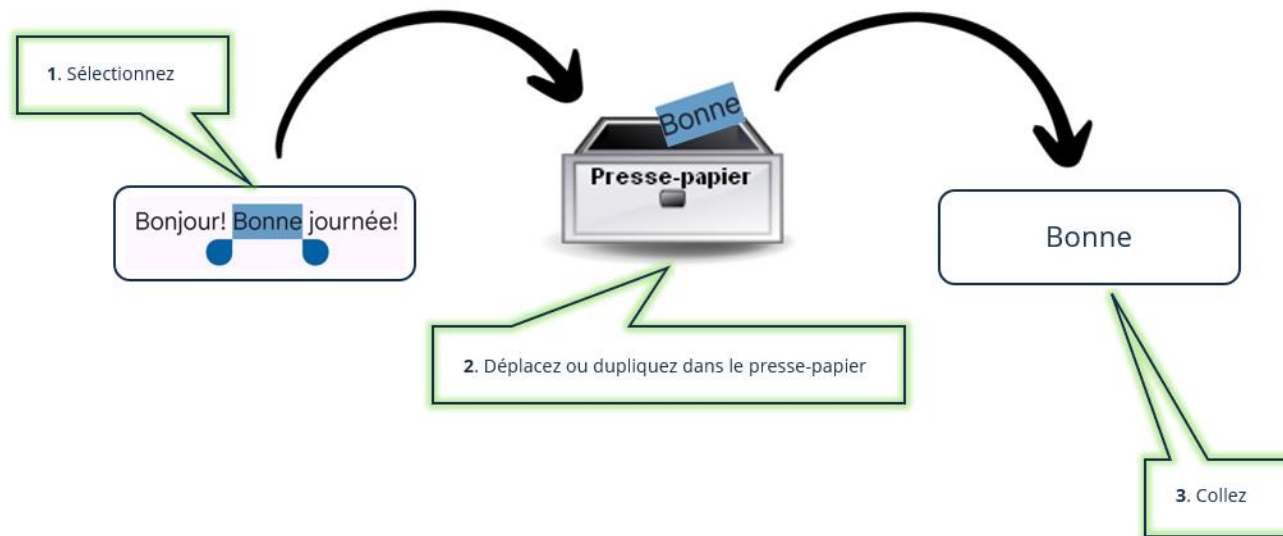 1. Sélectionnez
Bonjour! Bonne journée!
Bonne
Presse-papier
2. Déplacez ou dupliquez dans le presse-papier
Bonne
3. Collez